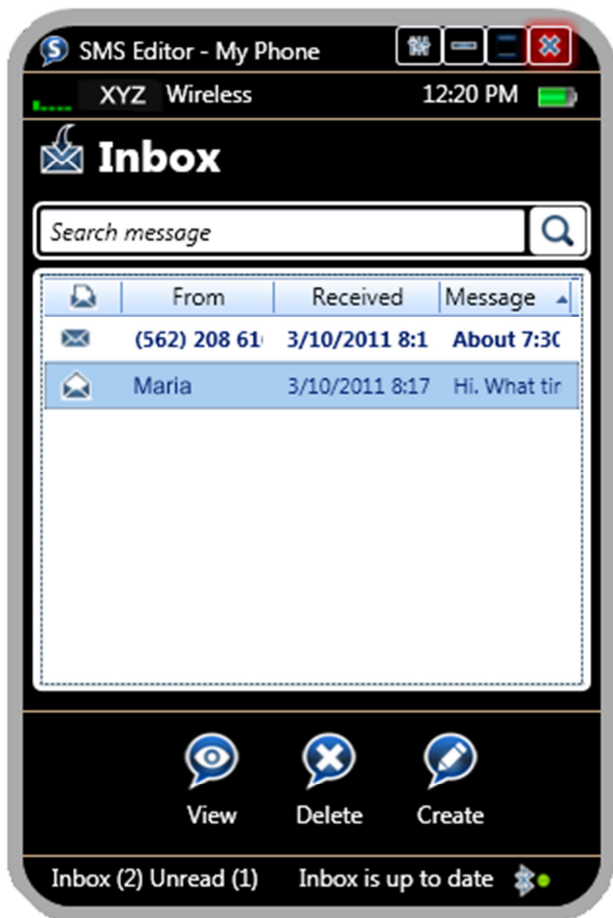 SMS Editor - My Phone
XYZ Wireless 12:20 PM
Inbox
Search message
From Received Message
(562) 208 61 3/10/2011 8:1 About 7:30
Maria 3/10/2011 8:17 Hi. What tim
View Delete Create
Inbox (2) Unread (1) Inbox is up to date